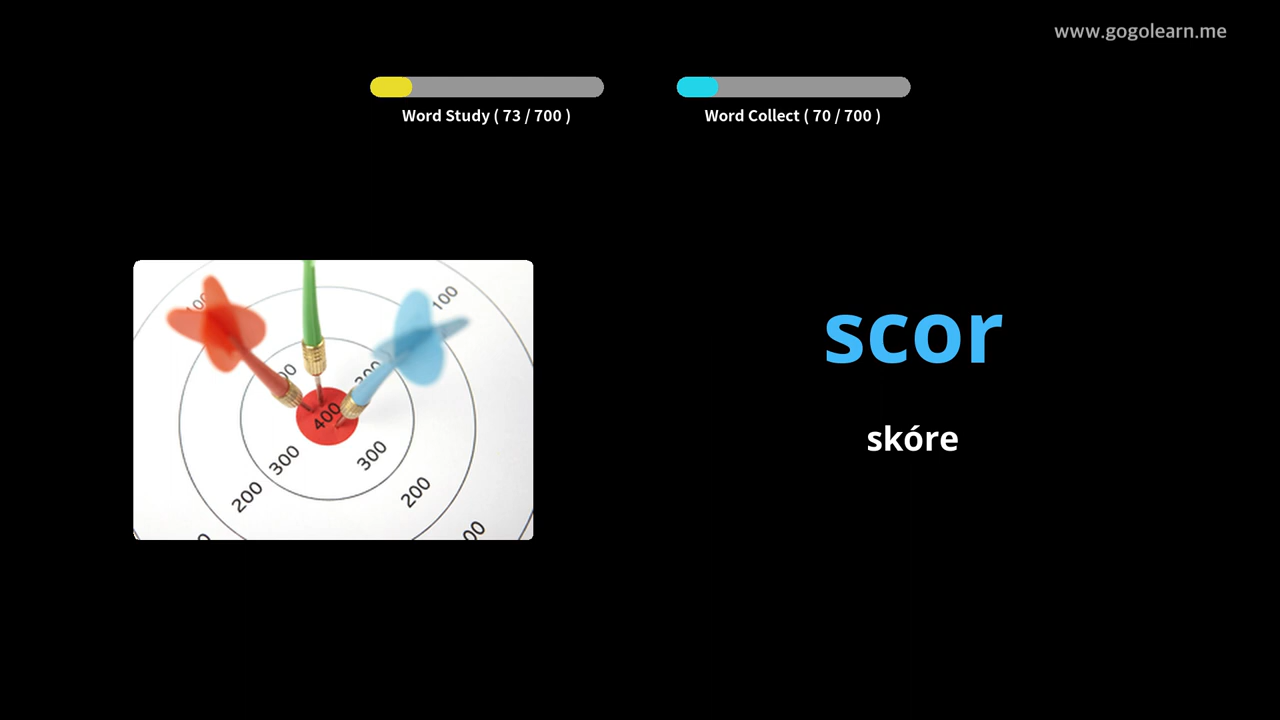 www.gogolearn.me
Word Study ( 73 / 700 )
Word Collect ( 70 / 700 )
100
100
200
400
300
300
200
200
scor
skóre